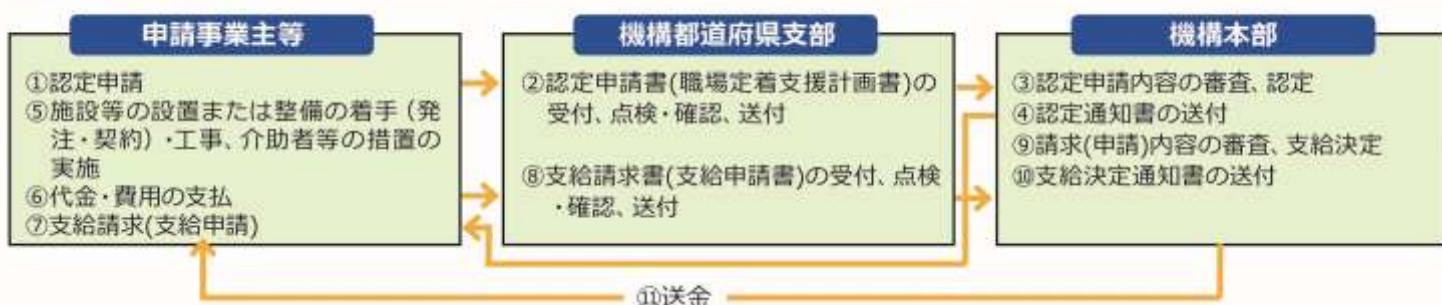 申請事業主等
①認定申請
⑤施設等の設置または整備の着手(発
注・契約)・工事、介助者等の措置の
実施
⑥代金・費用の支払
⑦支給請求(支給申請)
機構都道府県支部
②認定申請書(職場定着支援計画書)の
受付、点検・確認、送付
⑧支給請求書(支給申請書)の受付、点検
・確認、送付
機構本部
③認定申請内容の審査、認定
④認定通知書の送付
⑨請求(申請)内容の審査、支給決定
⑩支給決定通知書の送付
⑪送金